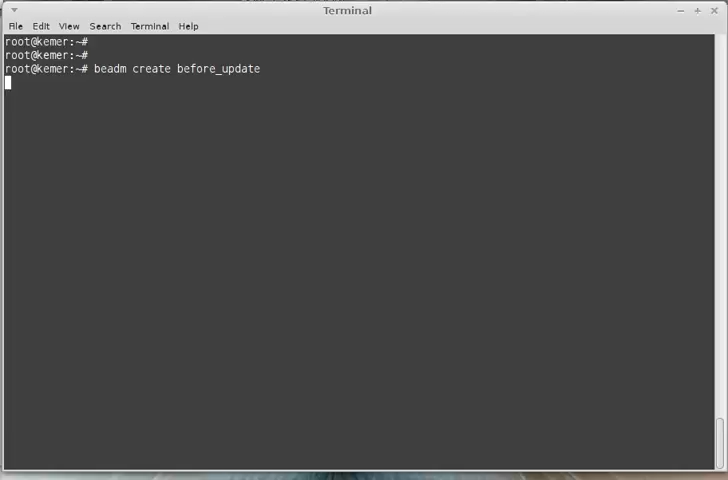 Terminal
File Edit View Search Terminal Help
root@kemer:~#
root@kemer:~#
root@kemer:~# beadm create before_update